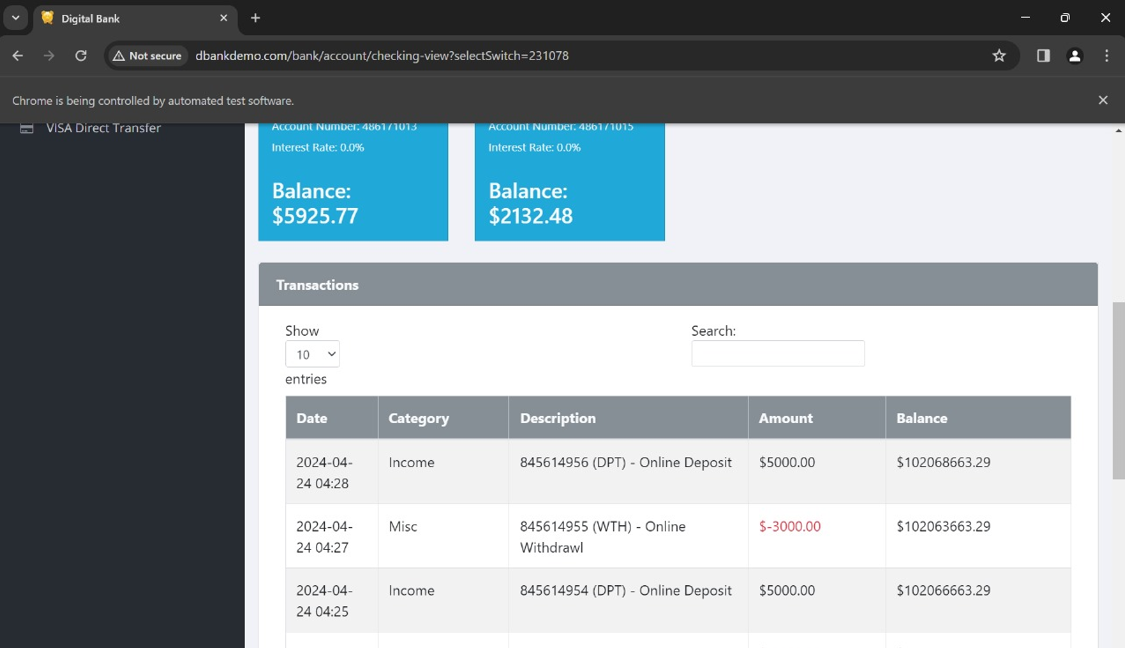 Digital Bank
Not secure
dbankdemo.com/bank/account/checking-view?selectSwitch=231078
Chrome is being controlled by automated test software.
VISA Direct Transfer
Account Number: 486171013
Interest Rate: 0.0%
Balance:
$5925.77
Account Number: 486171015
Interest Rate: 0.0%
Balance:
$2132.48
Transactions
Show
10
entries
Search:
Date Category Description Amount Balance
2024-04-
24 04:28
Income
845614956 (DPT) - Online Deposit
$5000.00
$102068663.29
2024-04-
24 04:27
Misc
845614955 (WTH) - Online
Withdrawl
$-3000.00
$102063663.29
2024-04-
24 04:25
Income
845614954 (DPT) - Online Deposit
$5000.00
$102066663.29